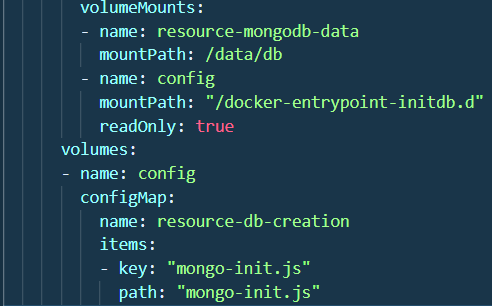 volumeMounts:
- name: resource-mongodb-data
mountPath: /data/db
- name: config
mountPath: "/docker-entrypoint-initdb.d"
readOnly: true
volumes:
- name: config
configMap:
name: resource-db-creation
items:
- key: "mongo-init.js"
path: "mongo-init.js"